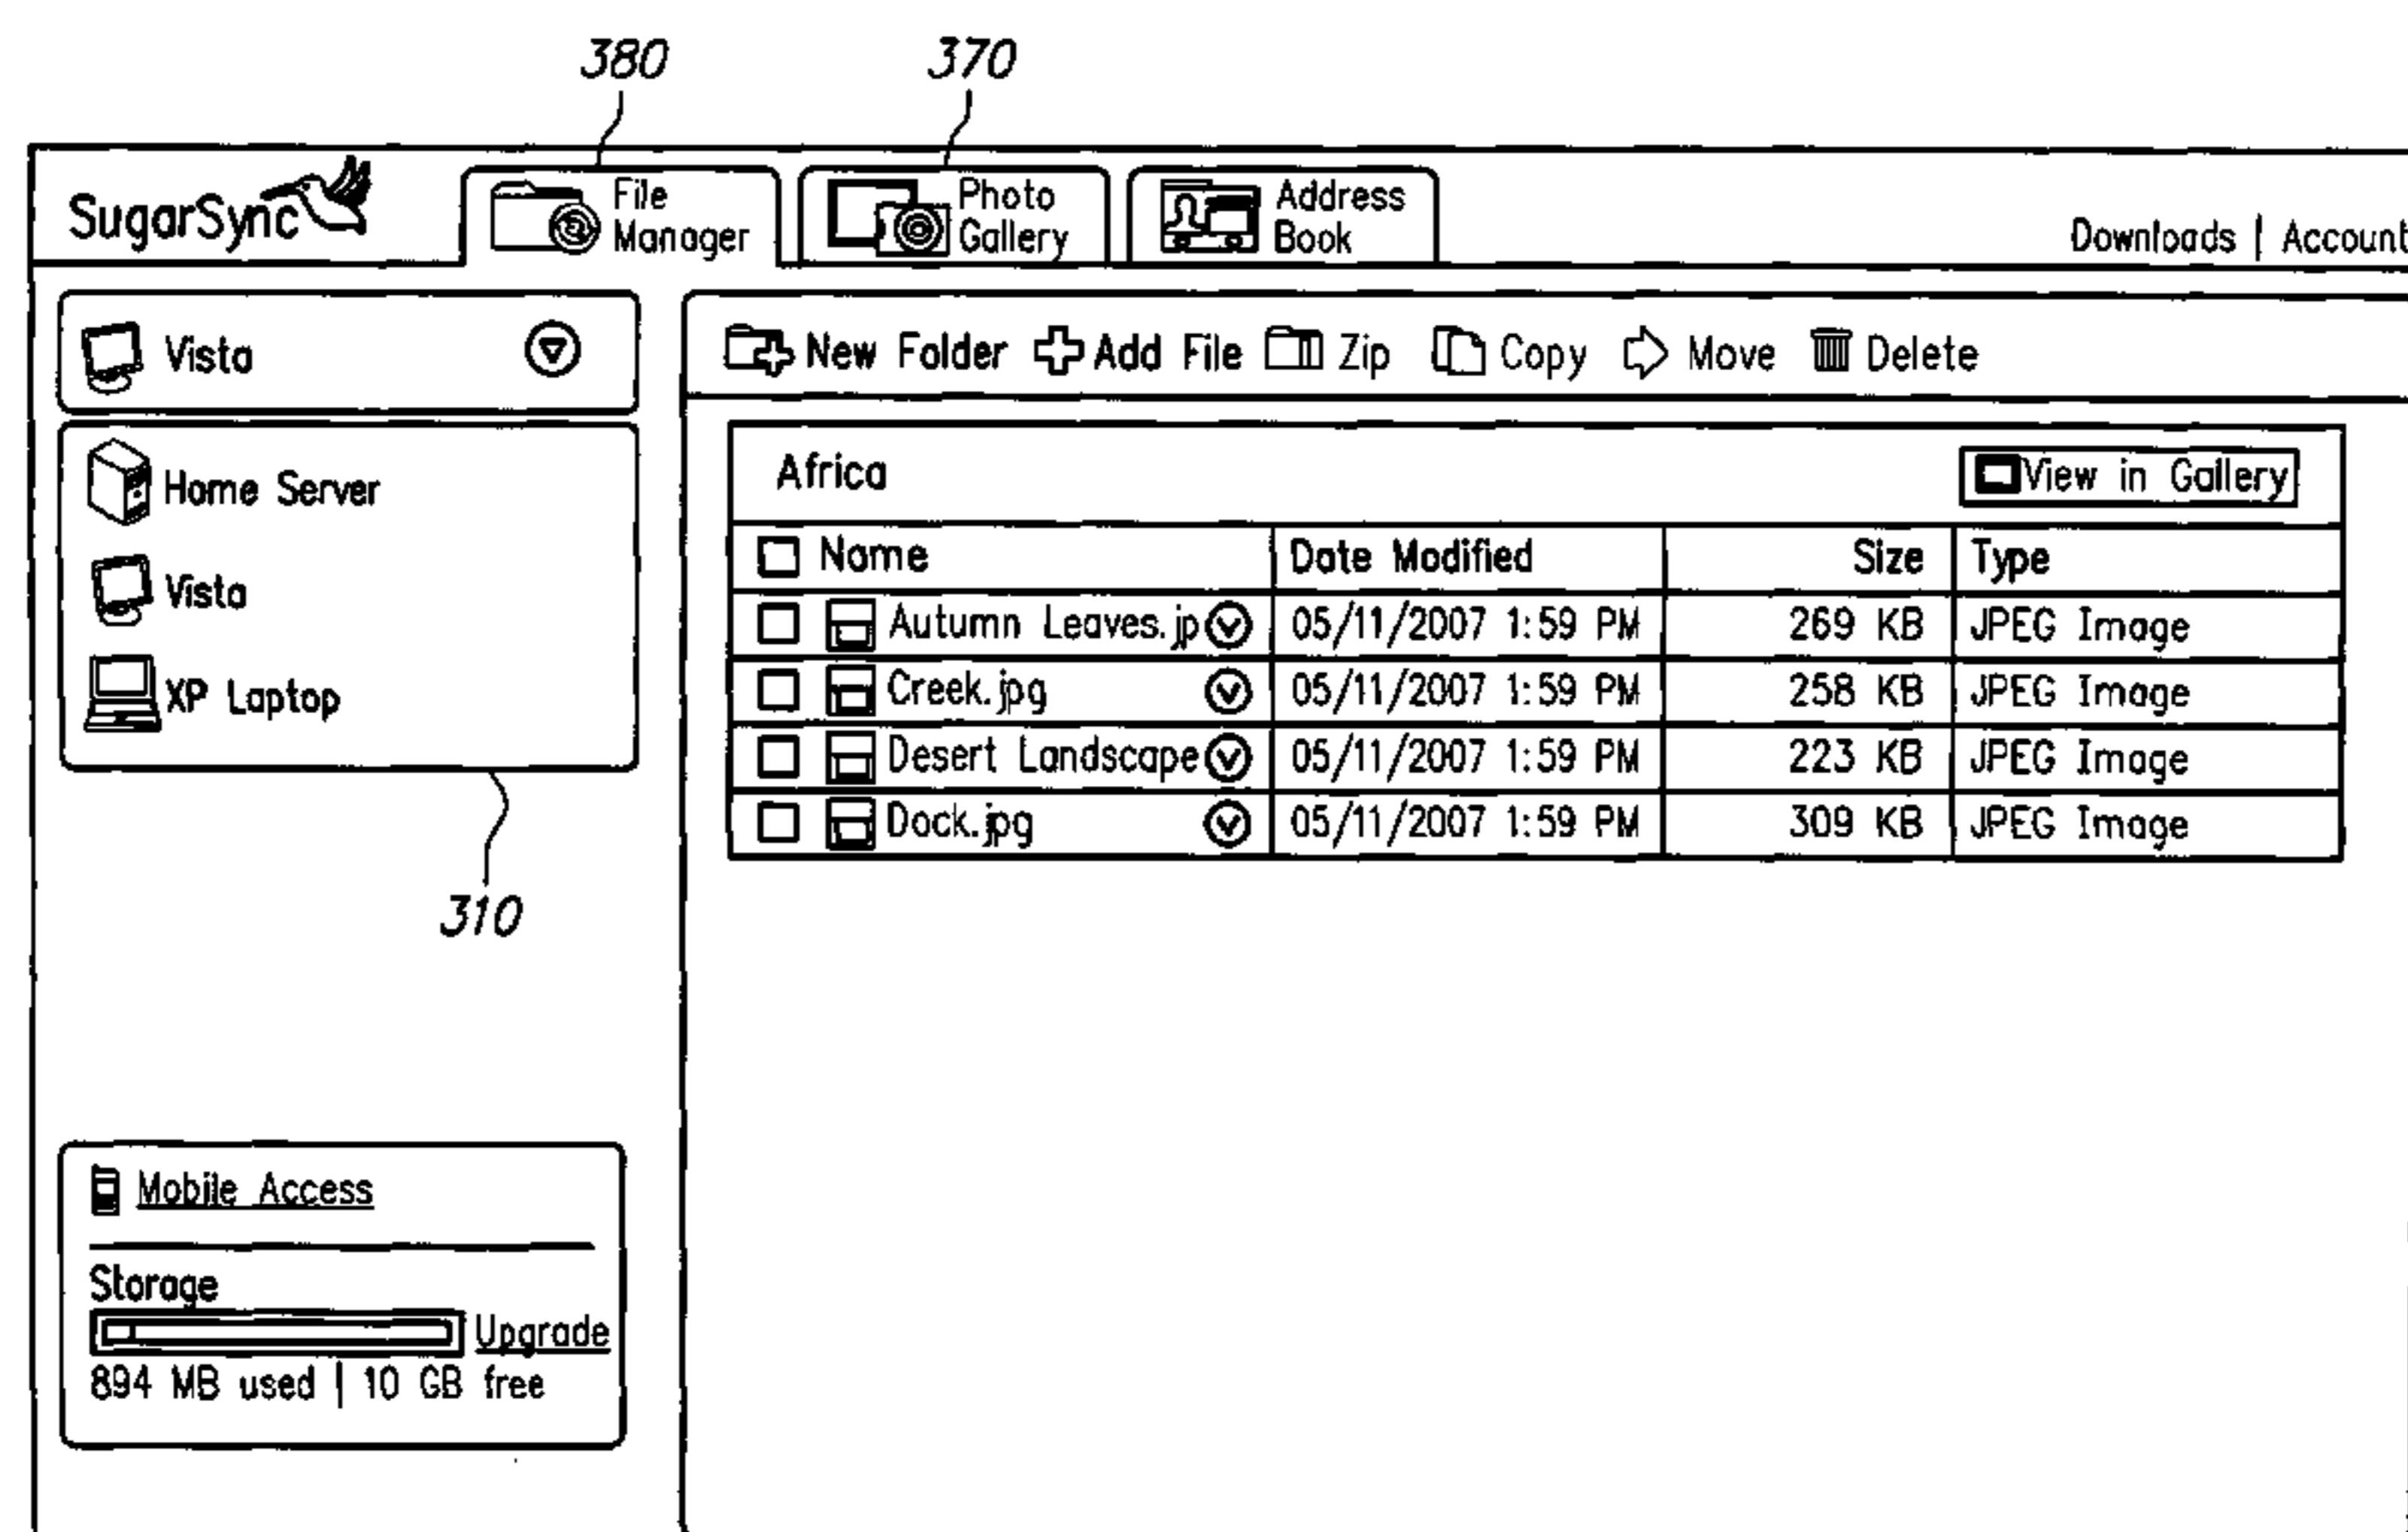 380 370
SugarSync File Manager Photo Gallery Address Book Downloads | Account
Vista
Home Server
Vista
XP Laptop
310
Mobile Access
Storage
Upgrade
894 MB used | 10 GB free
New Folder Add File Zip Copy Move Delete
Africa View in Gallery
Name Date Modified Size Type
Autumn Leaves.jp 05/11/2007 1:59 PM 269 KB JPEG Image
Creek.jpg 05/11/2007 1:59 PM 258 KB JPEG Image
Desert Landscape 05/11/2007 1:59 PM 223 KB JPEG Image
Dock.jpg 05/11/2007 1:59 PM 309 KB JPEG Image